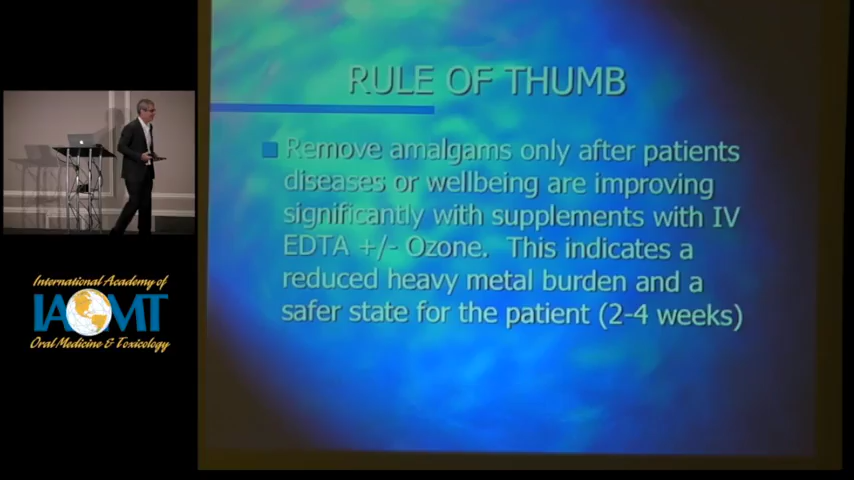 RULE OF THUMB
Remove amalgams only after patients
diseases or wellbeing are improving
significantly with supplements with IV
EDTA +/- Ozone. This indicates a
reduced heavy metal burden and a
safer state for the patient (2-4 weeks)
International Academy of
IAOMT
Oral Medicine & Toxicology